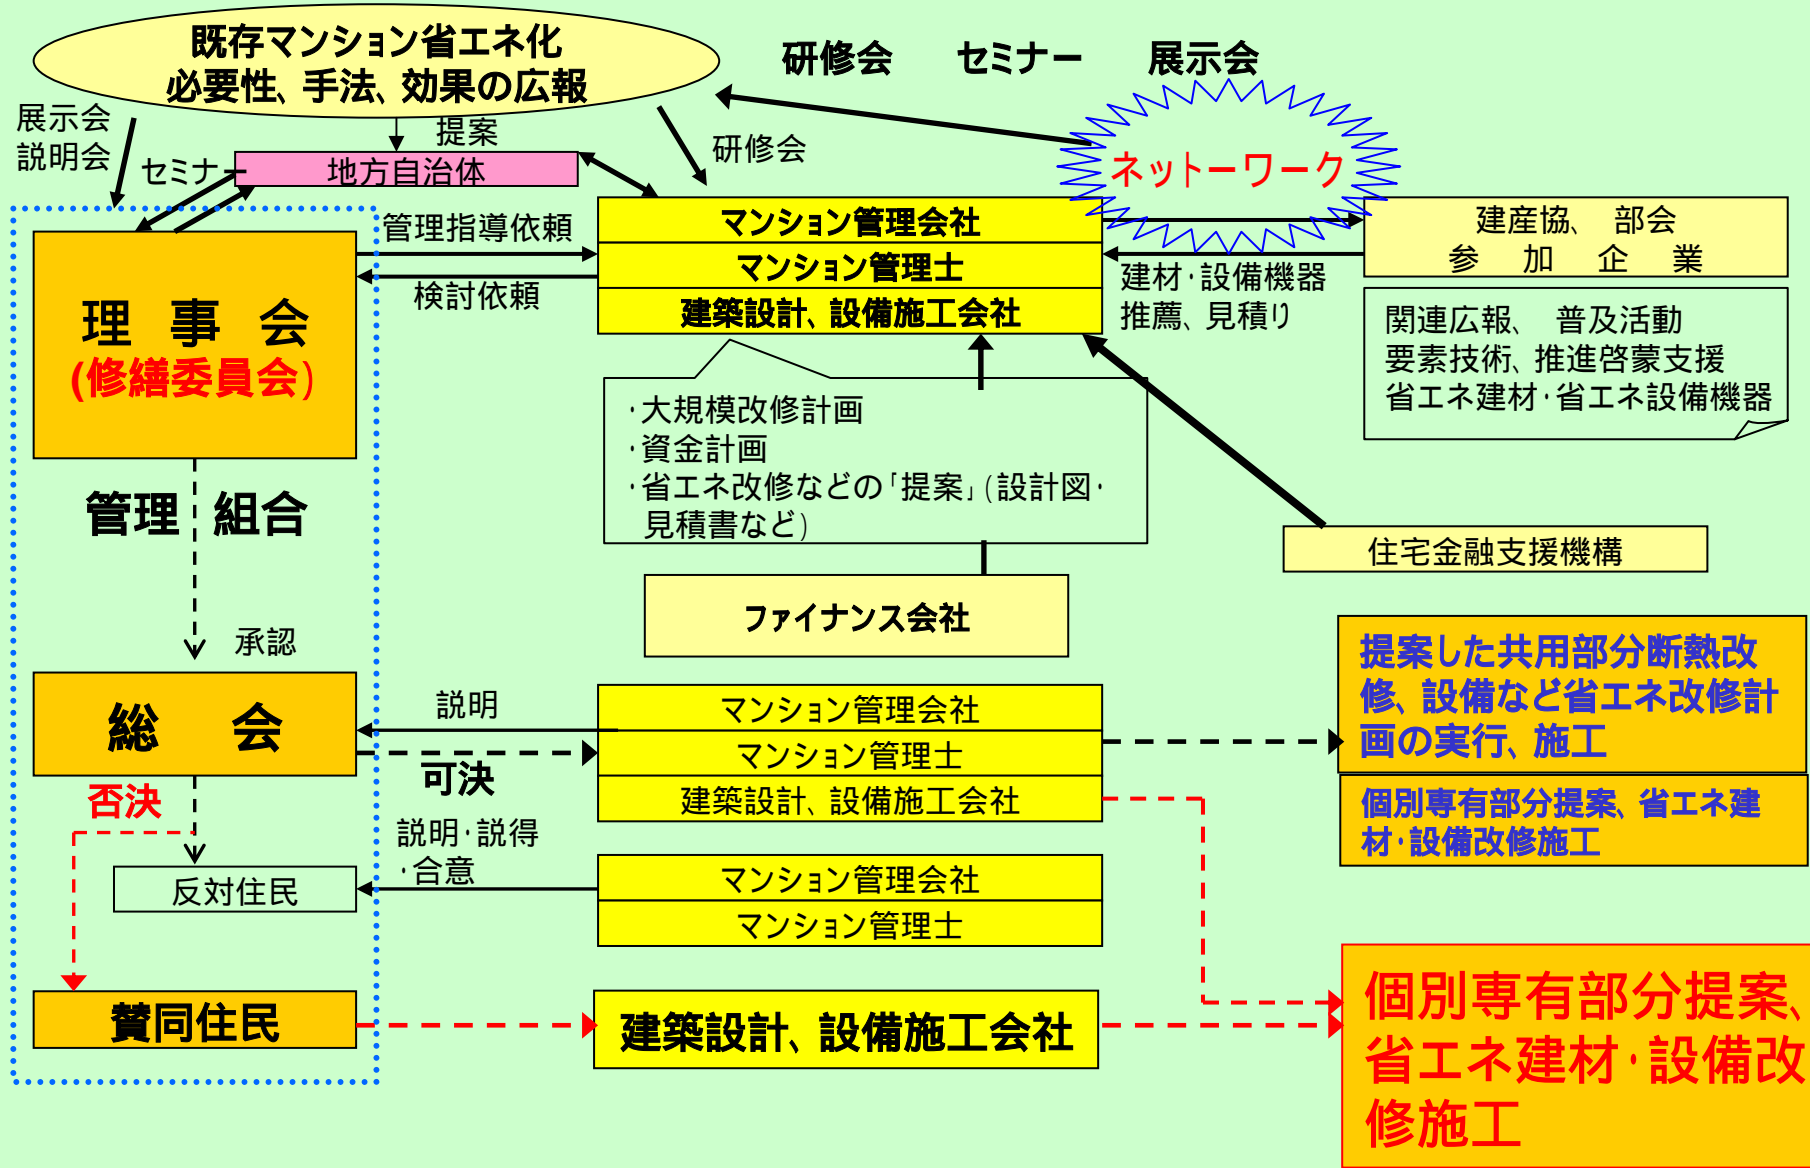 既存マンション省エネ化
必要性、手法、効果の広報
研修会 セミナー 展示会
展示会
説明会
提案
セミナー
地方自治体
研修会
ネットーワーク
管理指導依頼
検討依頼
マンション管理会社
マンション管理士
建築設計、設備施工会社
建産協、 部会
参 加 企 業
建材・設備機器
推薦、見積り
関連広報、 普及活動
要素技術、推進啓蒙支援
省エネ建材・省エネ設備機器
理 事 会
(修繕委員会)
・大規模改修計画
・資金計画
・省エネ改修などの「提案」(設計図・
見積書など)
管理 組合
住宅金融支援機構
ファイナンス会社
承認
総 会
説明
可決
マンション管理会社
マンション管理士
建築設計、設備施工会社
提案した共用部分断熱改
修、設備など省エネ改修計
画の実行、施工
個別専有部分提案、省エネ建
材・設備改修施工
否決
説明・説得
・合意
反対住民
マンション管理会社
マンション管理士
賛同住民
建築設計、設備施工会社
個別専有部分提案、
省エネ建材・設備改
修施工